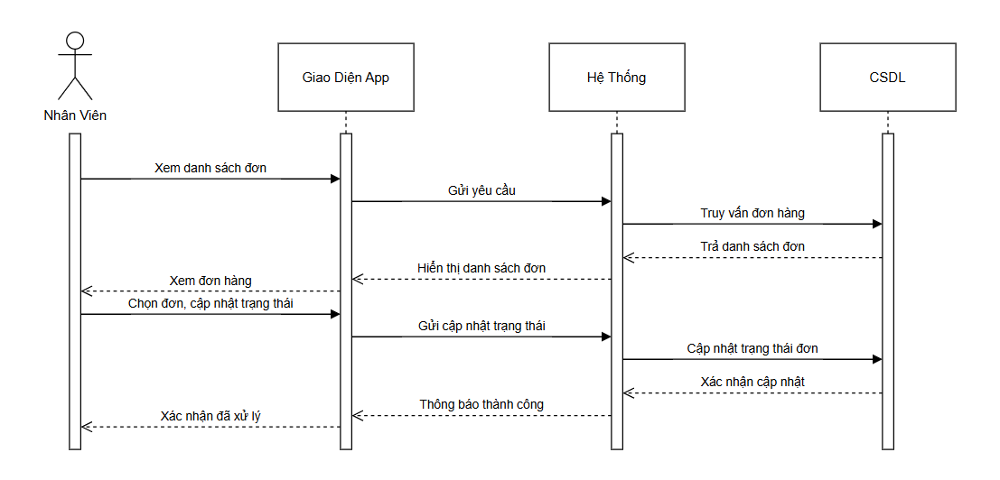 Nhân Viên
Giao Diện App
Hệ Thống
CSDL
Xem danh sách đơn
Gửi yêu cầu
Truy vấn đơn hàng
Trả danh sách đơn
Hiển thị danh sách đơn
Xem đơn hàng
Chọn đơn, cập nhật trạng thái
Gửi cập nhật trạng thái
Cập nhật trạng thái đơn
Xác nhận cập nhật
Thông báo thành công
Xác nhận đã xử lý